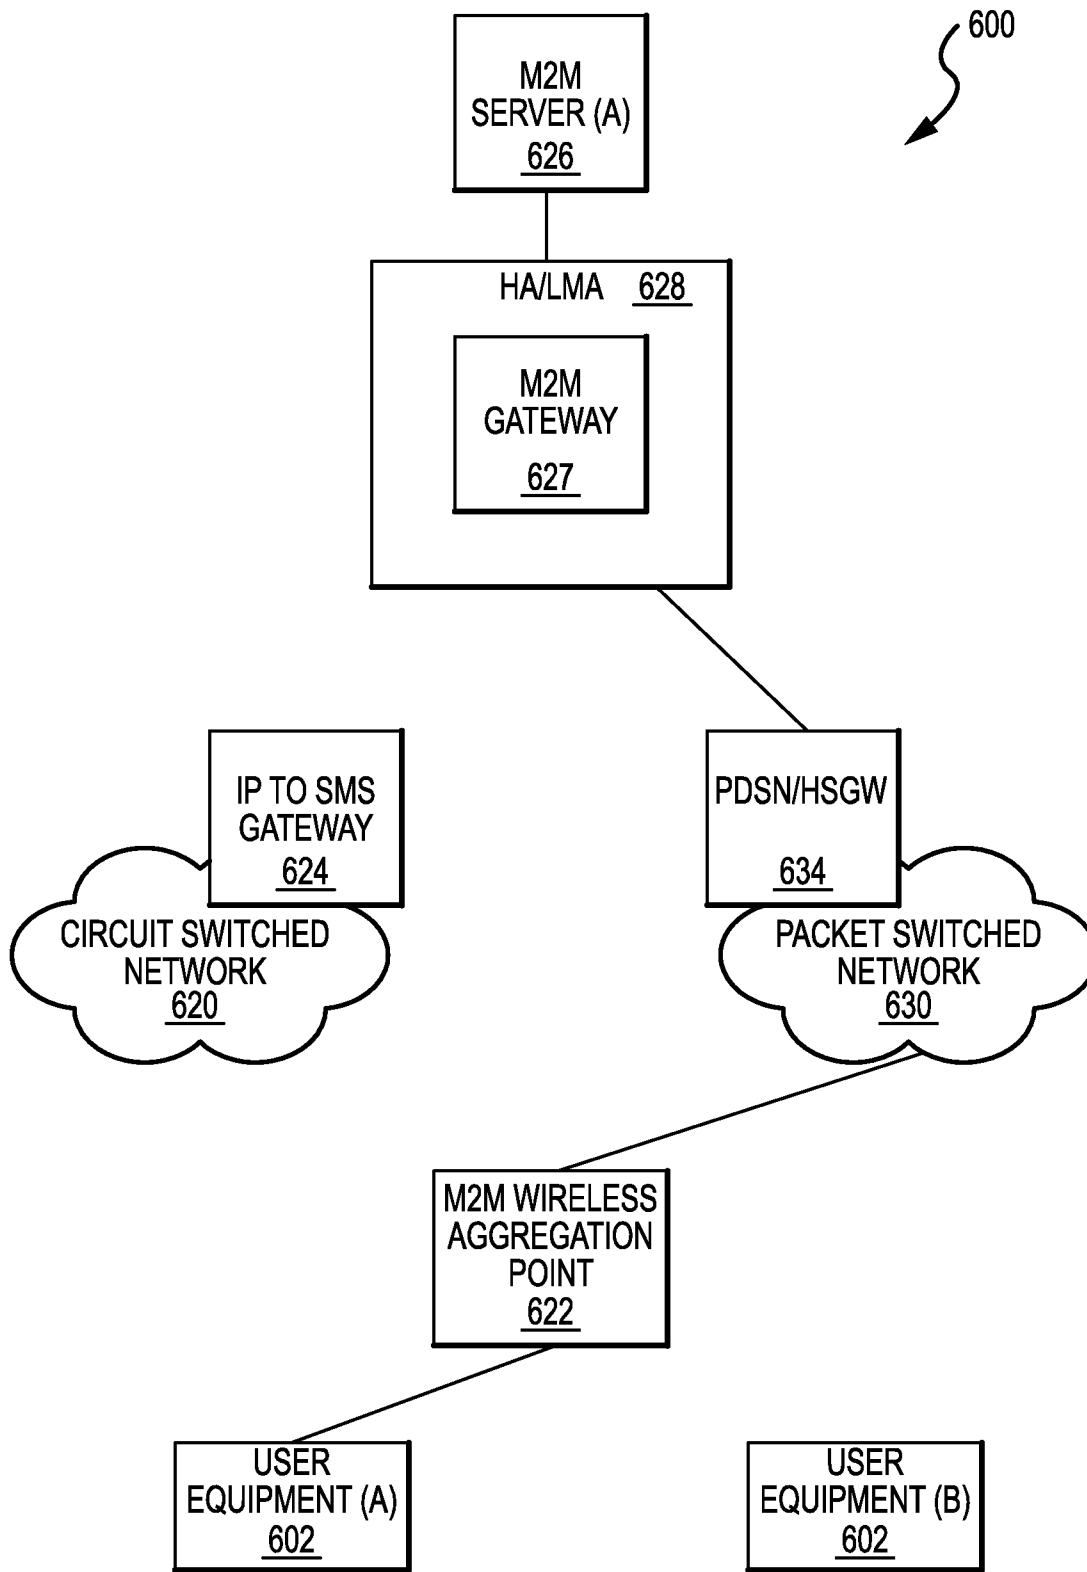 600
M2M
SERVER (A)
626
HA/LMA 628
M2M
GATEWAY
627
IP TO SMS
GATEWAY
624
PDSN/HSGW
634
CIRCUIT SWITCHED
NETWORK
620
PACKET SWITCHED
NETWORK
630
M2M WIRELESS
AGGREGATION
POINT
622
USER
EQUIPMENT (A)
602
USER
EQUIPMENT (B)
602